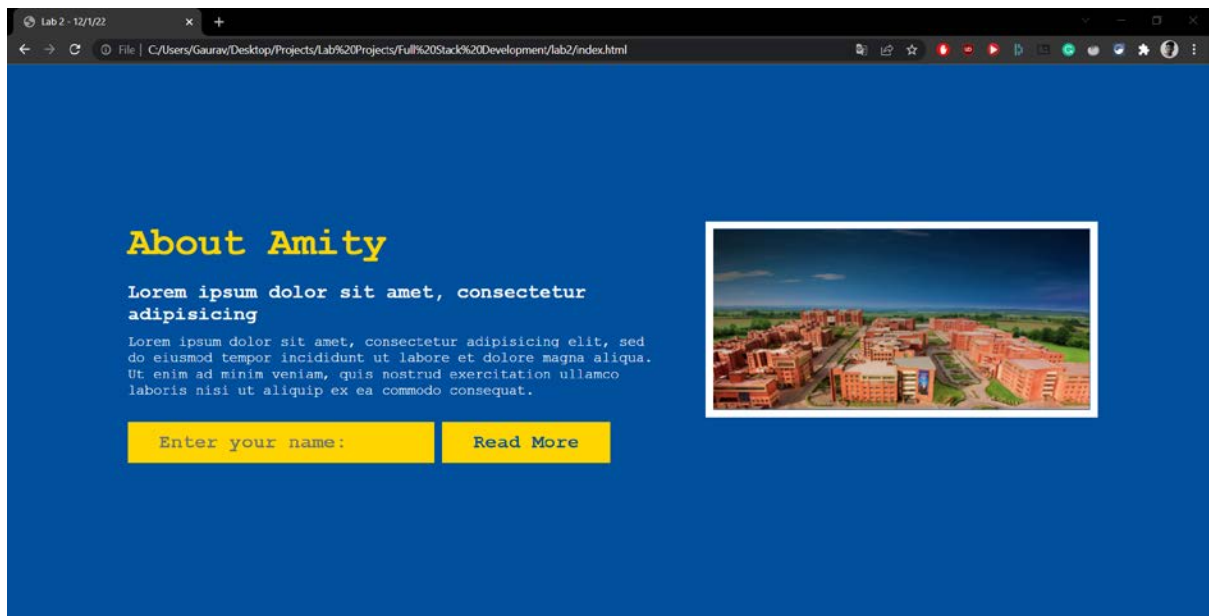 Lab 2 - 12/1/22
File | C:/Users/Gaurav/Desktop/Projects/Lab%20Projects/Full%20Stack%20Development/lab2/index.html
About Amity
Lorem ipsum dolor sit amet, consectetur
adipisicing
Lorem ipsum dolor sit amet, consectetur adipisicing elit, sed
do eiusmod tempor incididunt ut labore et dolore magna aliqua.
Ut enim ad minim veniam, quis nostrud exercitation ullamco
laboris nisi ut aliquip ex ea commodo consequat.
Enter your name:
Read More